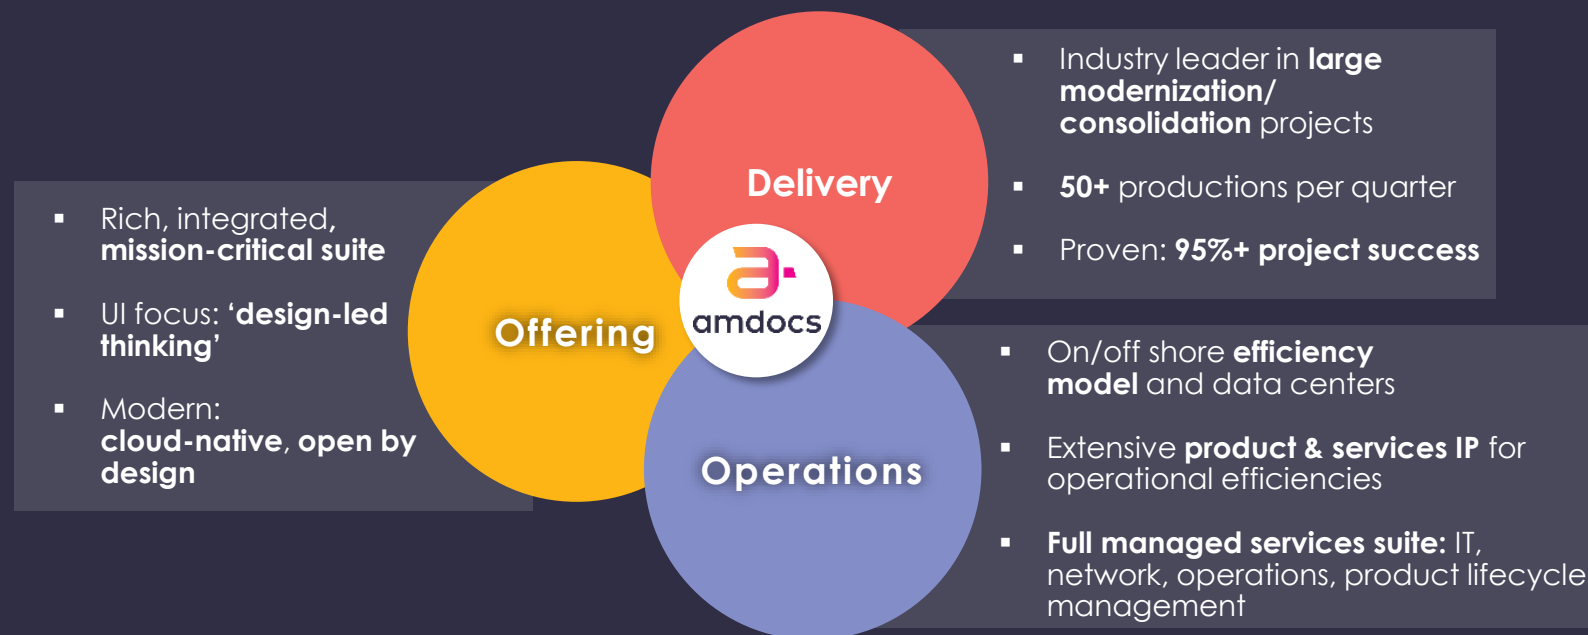 Delivery
▪ Industry leader in large
modernization/
consolidation projects
▪ 50+ productions per quarter
▪ Proven: 95%+ project success
▪ Rich, integrated,
mission-critical suite
▪ UI focus: ‘design-led
thinking’
▪ Modern:
cloud-native, open by
design
Offering
amdocs
Operations
▪ On/off shore efficiency
model and data centers
▪ Extensive product & services IP for
operational efficiencies
▪ Full managed services suite: IT,
network, operations, product lifecycle
management